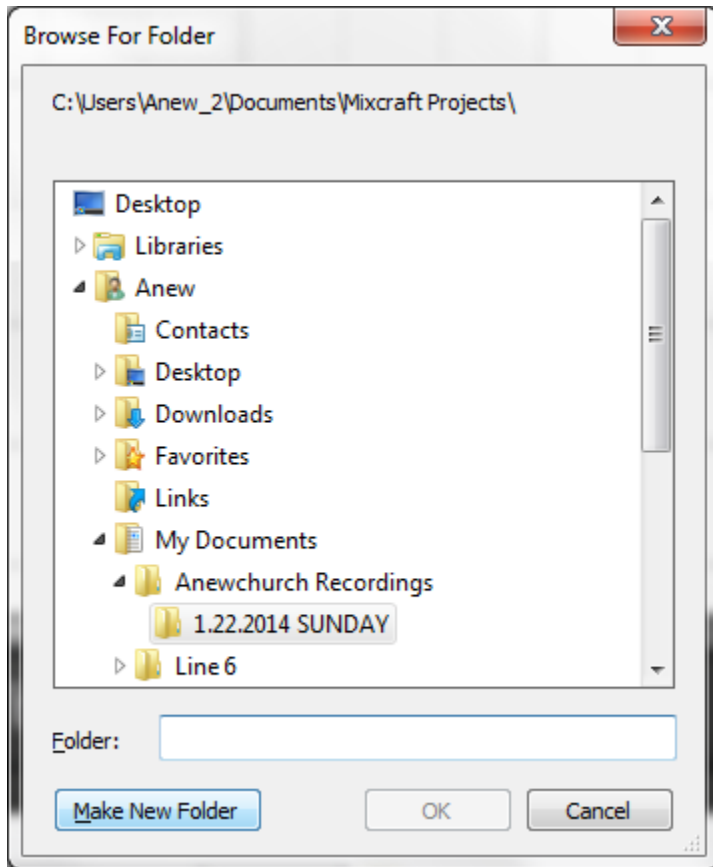 Browse For Folder
C:\Users\Anew_2\Documents\Mixcraft Projects\
Desktop
Libraries
Anew
Contacts
Desktop
Downloads
Favorites
Links
My Documents
Anewchurch Recordings
1.22.2014 SUNDAY
Line 6
Folder:
Make New Folder OK Cancel